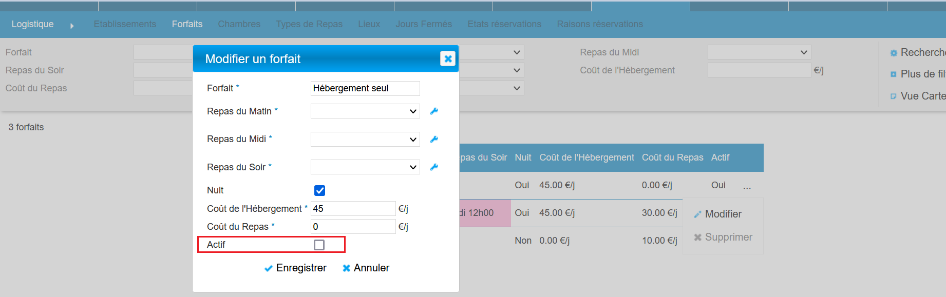 Logistique
Etablissements
Forfaits
Chambres
Types de Repas
Lieux
Jours Fermés
Etats réservations
Raisons réservations
Forfait
Repas du Midi
Recherche
Repas du Soir
Coût de l'Hébergement
€/j
Plus de fil
Coût du Repas
Vue Carte
3 forfaits
Modifier un forfait
Forfait * Hébergement seul
Repas du Matin *
Repas du Midi *
Repas du Soir *
Nuit
Coût de l'Hébergement * 45 €/j
Coût du Repas * 0 €/j
Actif
Enregistrer Annuler
pas du Soir Nuit Coût de l'Hébergement Coût du Repas Actif
Oui 45.00 €/j 0.00 €/j Oui ...
di 12h00 Oui 45.00 €/j 30.00 €/j
Non 0.00 €/j 10.00 €/j
Modifier
Supprimer